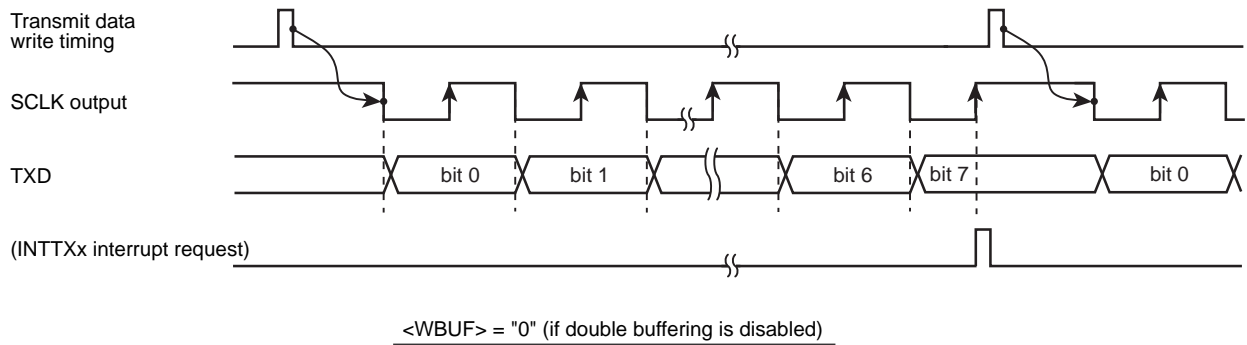 Transmit data
write timing
SCLK output
TXD
bit 0
bit 1
bit 6
bit 7
bit 0
(INTTXx interrupt request)
<WBUF> = "0" (if double buffering is disabled)